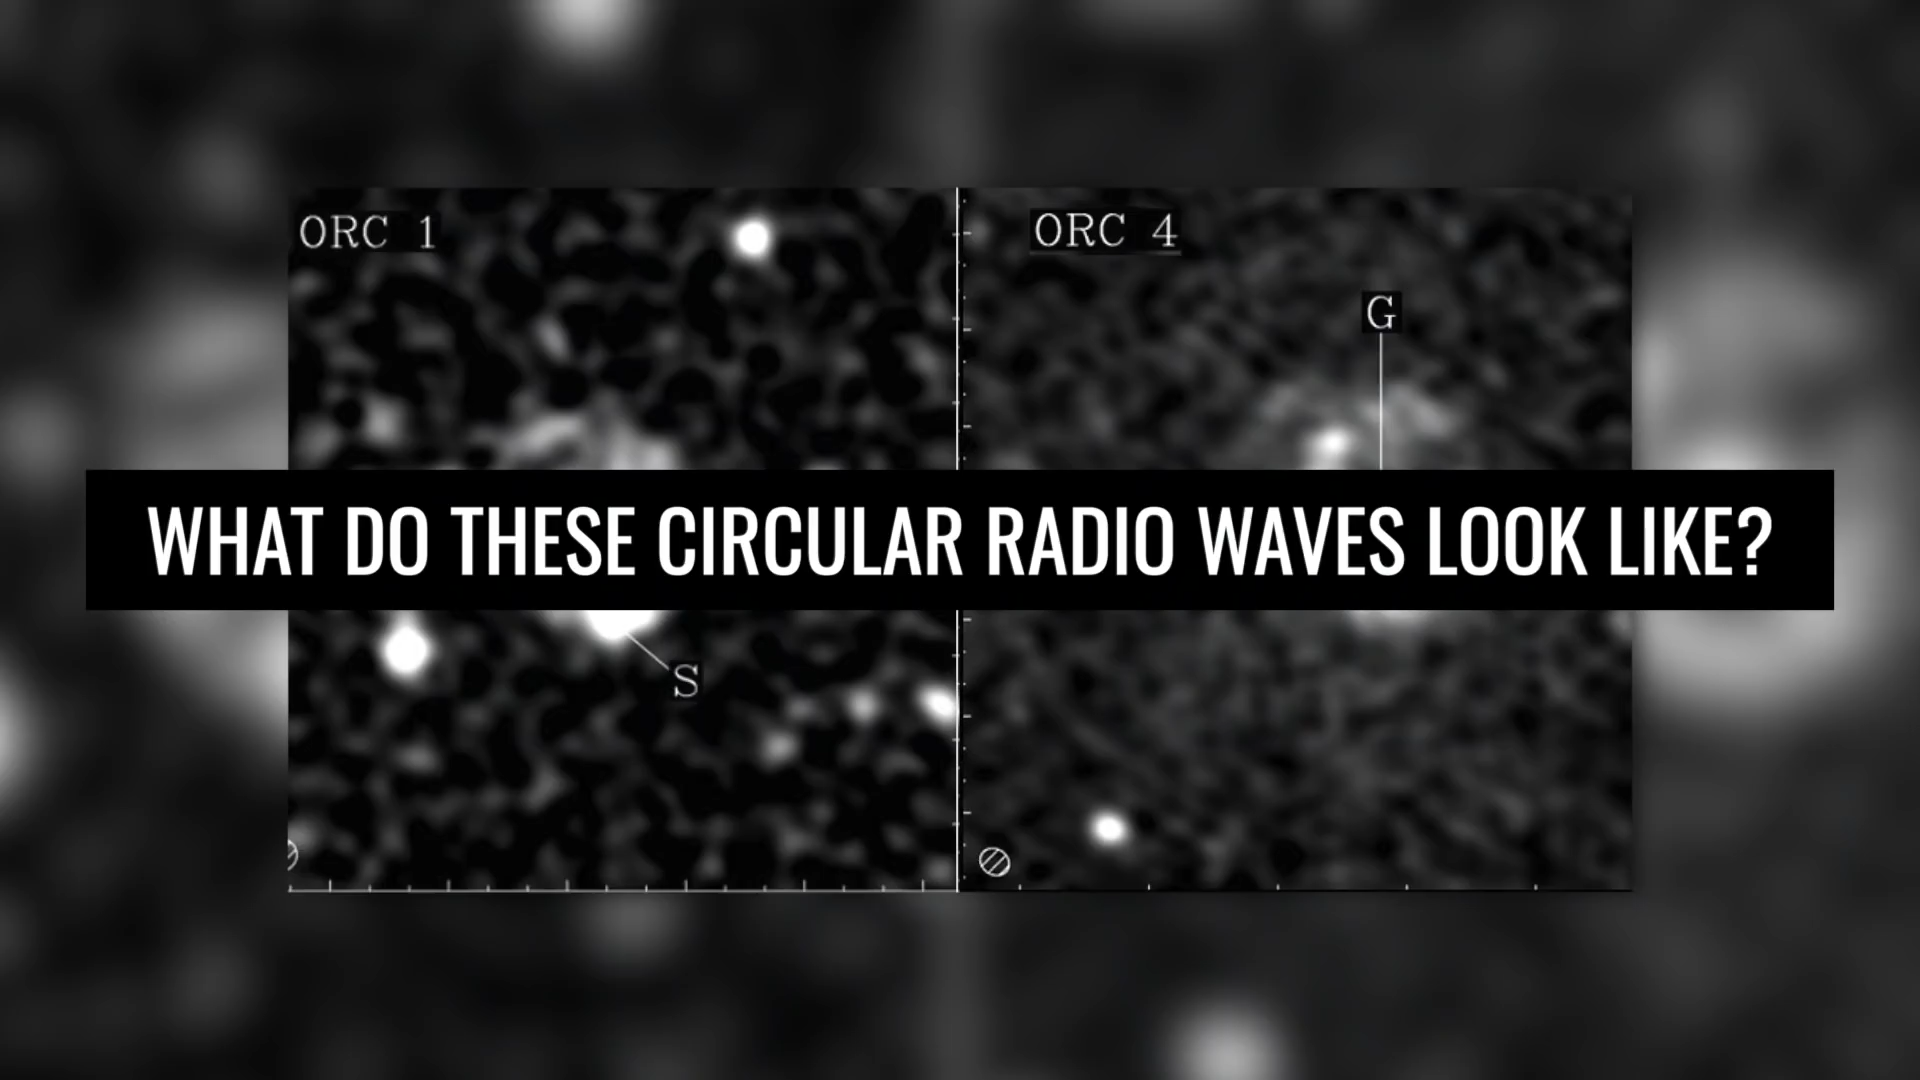 ORC 1
ORC 4
G
WHAT DO THESE CIRCULAR RADIO WAVES LOOK LIKE?
S